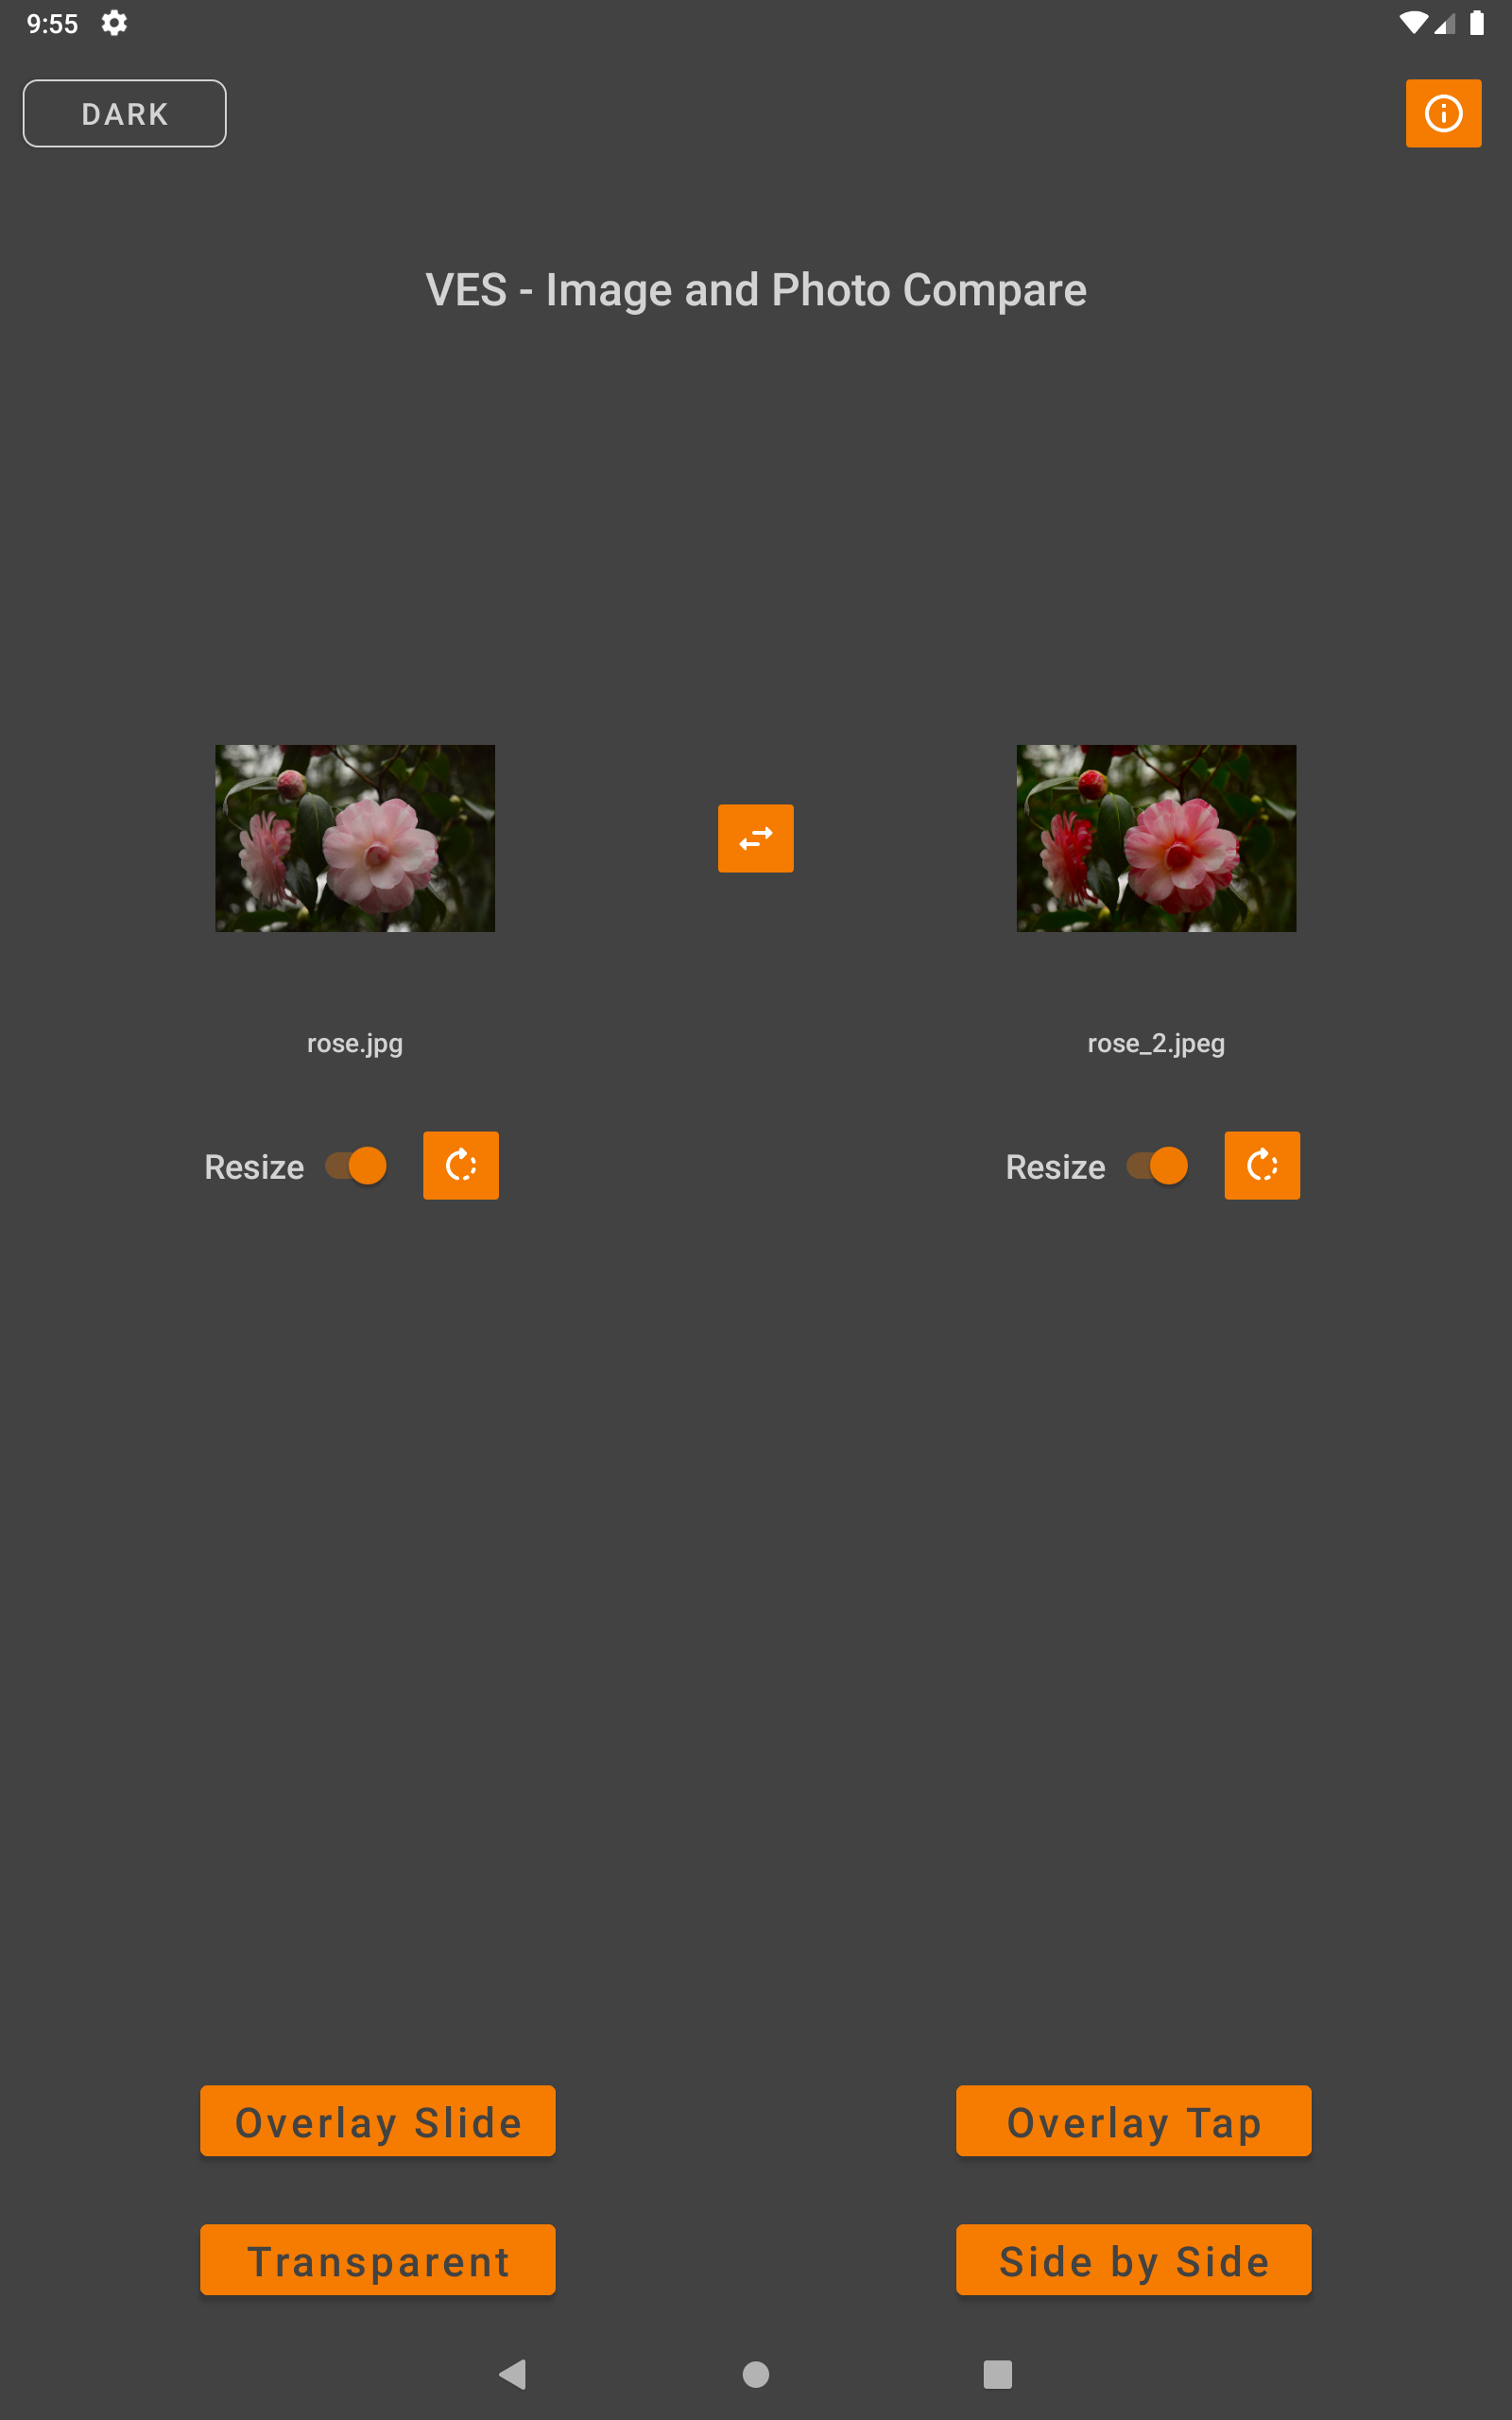 9:55
DARK
VES - Image and Photo Compare
rose.jpg
rose_2.jpeg
Resize
Resize
Overlay Slide
Overlay Tap
Transparent
Side by Side